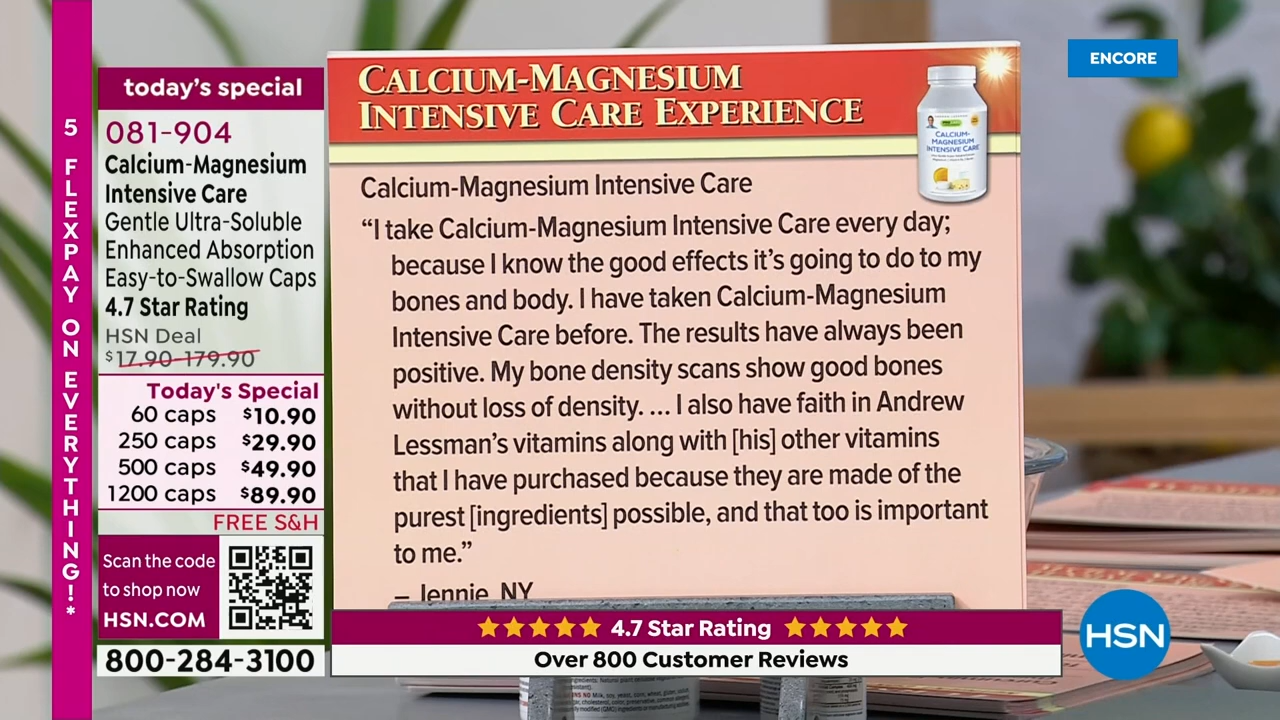 5 FLEXPAY ON EVERYTHING!*
today's special
081-904
Calcium-Magnesium
Intensive Care
Gentle Ultra-Soluble
Enhanced Absorption
Easy-to-Swallow Caps
4.7 Star Rating
HSN Deal
$17.90-179.90
Today's Special
60 caps $10.90
250 caps $29.90
500 caps $49.90
1200 caps $89.90
FREE S&H
Scan the code
to shop now
HSN.COM
800-284-3100
ENCORE
CALCIUM-MAGNESIUM
INTENSIVE CARE EXPERIENCE
CALCIUM-
MAGNESIUM
INTENSIVE CARE
Calcium-Magnesium Intensive Care
“I take Calcium-Magnesium Intensive Care every day;
because I know the good effects it’s going to do to my
bones and body. I have taken Calcium-Magnesium
Intensive Care before. The results have always been
positive. My bone density scans show good bones
without loss of density. ... I also have faith in Andrew
Lessman’s vitamins along with [his] other vitamins
that I have purchased because they are made of the
purest [ingredients] possible, and that too is important
to me.”
– Jennie, NY
4.7 Star Rating
Over 800 Customer Reviews
HSN